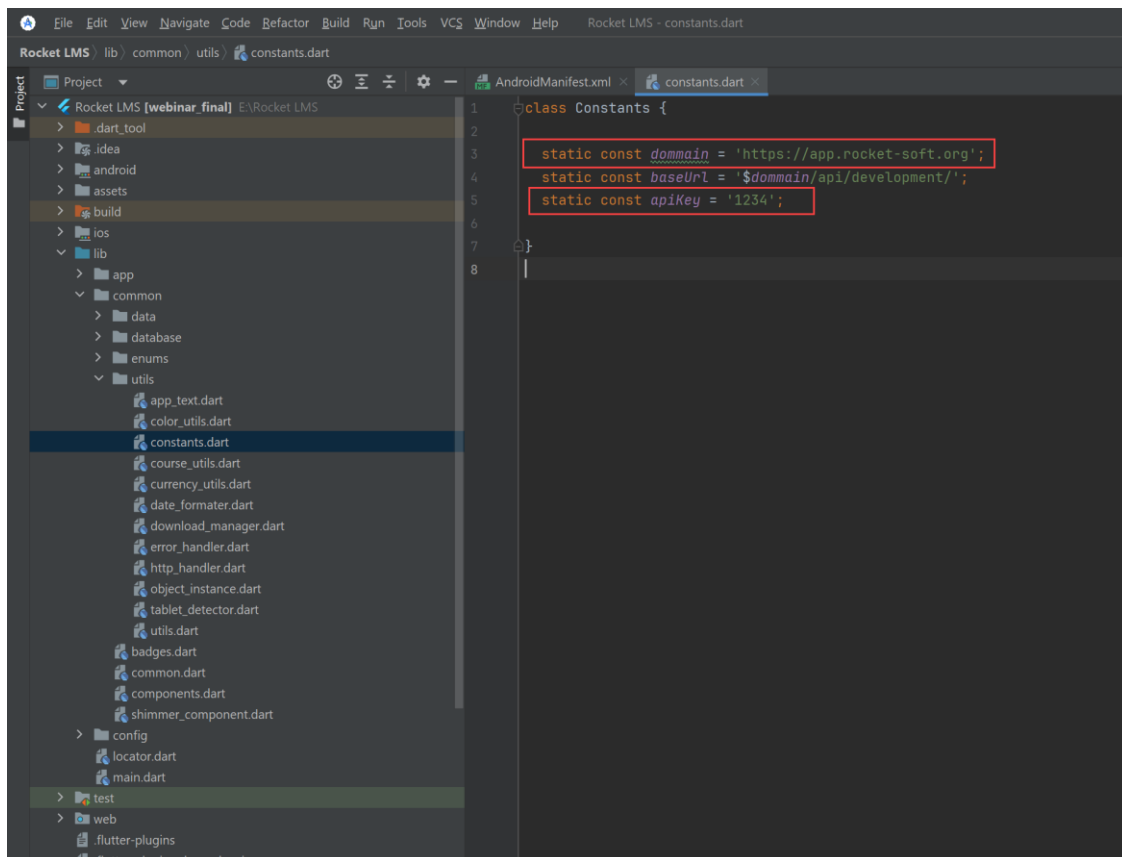 File Edit View Navigate Code Refactor Build Run Tools VCS Window Help Rocket LMS - constants.dart
Rocket LMS lib common utils constants.dart
Project
Project
AndroidManifest.xml constants.dart
Rocket LMS [webinar_final] E:\Rocket LMS
.dart_tool
.idea
android
assets
build
ios
lib
app
common
data
database
enums
utils
app_text.dart
color_utils.dart
constants.dart
course_utils.dart
currency_utils.dart
date_formater.dart
download_manager.dart
error_handler.dart
http_handler.dart
object_instance.dart
tablet_detector.dart
utils.dart
badges.dart
common.dart
components.dart
shimmer_component.dart
config
locator.dart
main.dart
test
web
.flutter-plugins
1 class Constants {
2
3 static const dommain = 'https://app.rocket-soft.org';
4 static const baseUrl = '$dommain/api/development/';
5 static const apiKey = '1234';
6
7 }
8